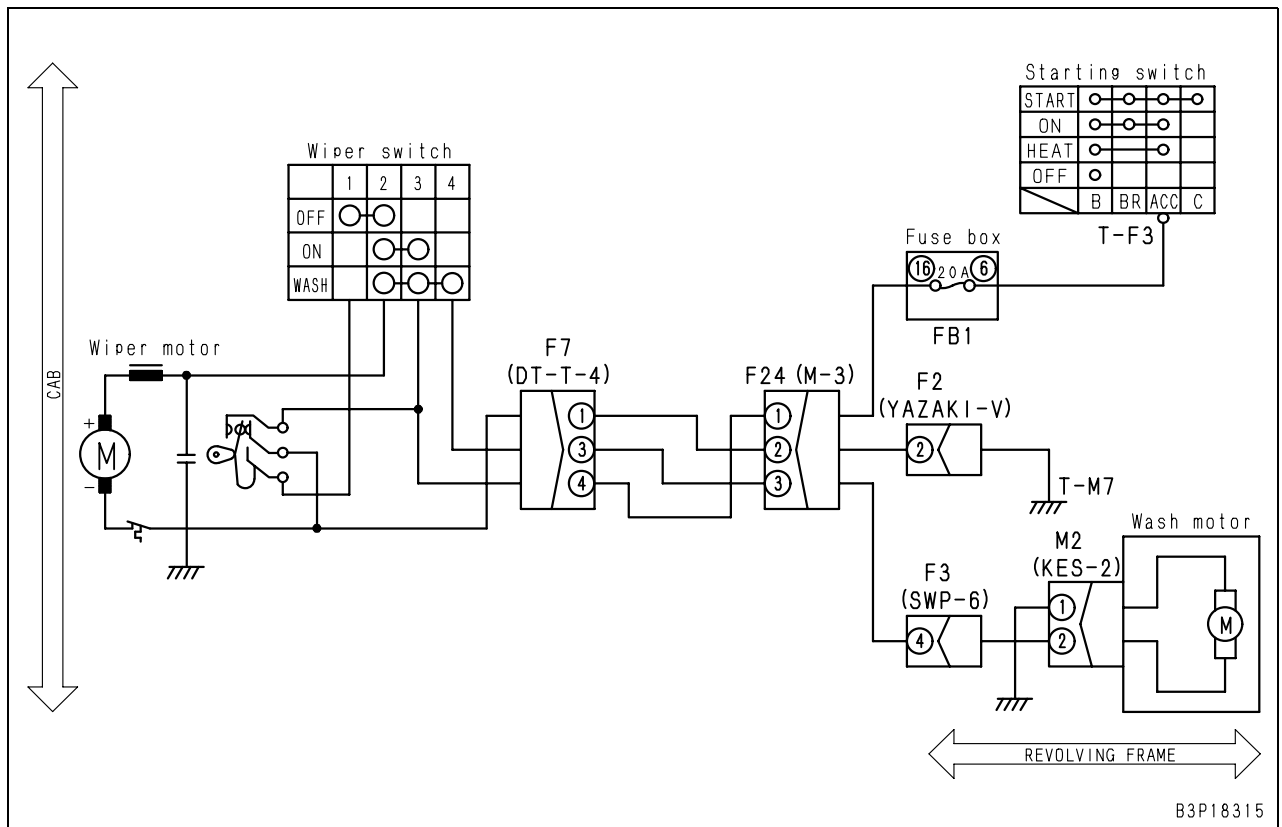 Starting switch
START
ON
HEAT
OFF
B BR ACC C
T-F3
Wiper switch
1 2 3 4
OFF
ON
WASH
Fuse box
16 20A 6
FB1
Wiper motor
+
M
-
CAB
F7
(DT-T-4)
1
3
4
F24 (M-3)
1
2
3
F2
(YAZAKI-V)
2
T-M7
F3
(SWP-6)
4
M2
(KES-2)
1
2
Wash motor
M
REVOLVING FRAME
B3P18315